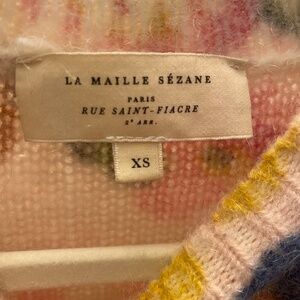 LA MAILLE SÉZANE
PARIS
RUE SAINT-FIACRE
2e ARR.
XS